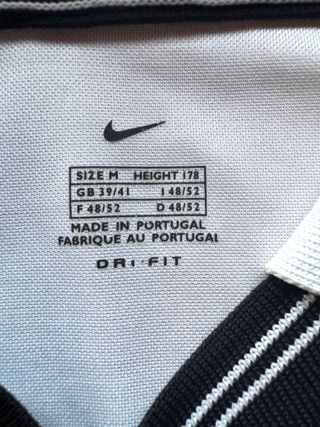 SIZE M HEIGHT 178
GB 39/41 I 48/52
F 48/52 D 48/52
MADE IN PORTUGAL
FABRIQUE AU PORTUGAL
DRI·FIT